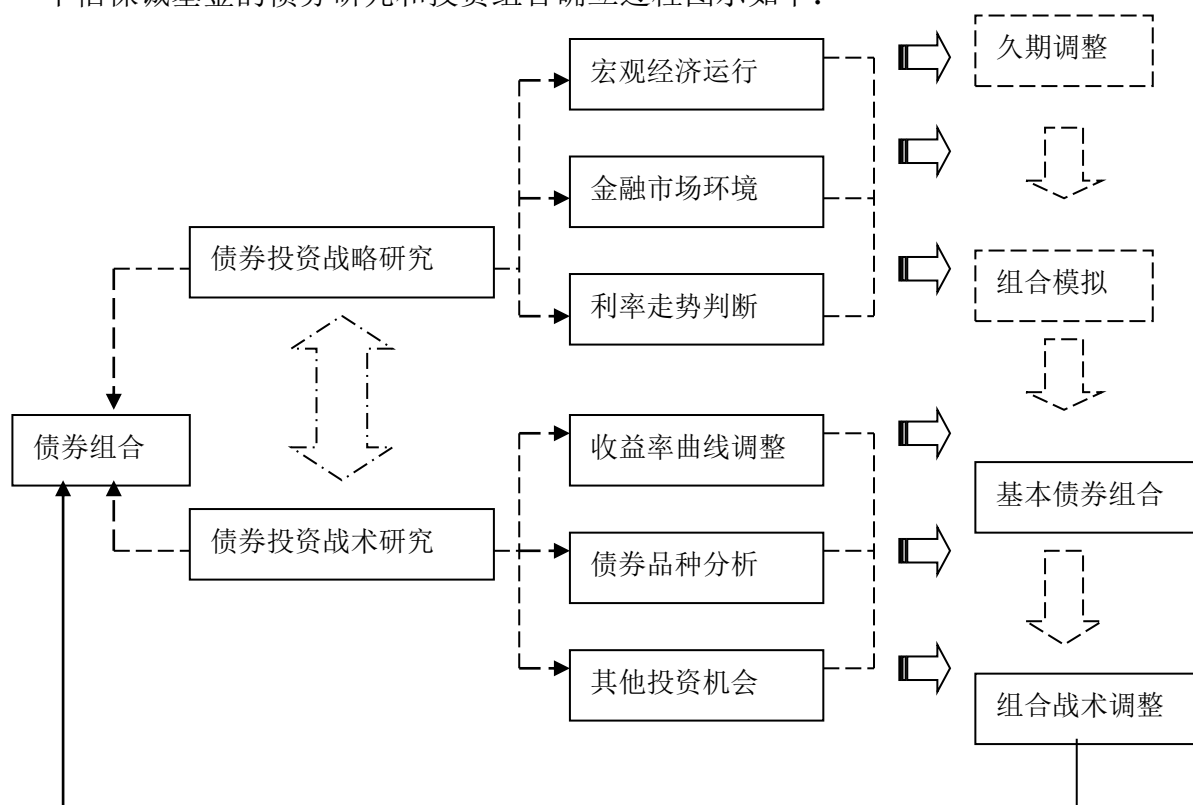 宏观经济运行
久期调整
金融市场环境
债券投资战略研究
组合模拟
利率走势判断
债券组合
收益率曲线调整
基本债券组合
债券投资战术研究
债券品种分析
其他投资机会
组合战术调整